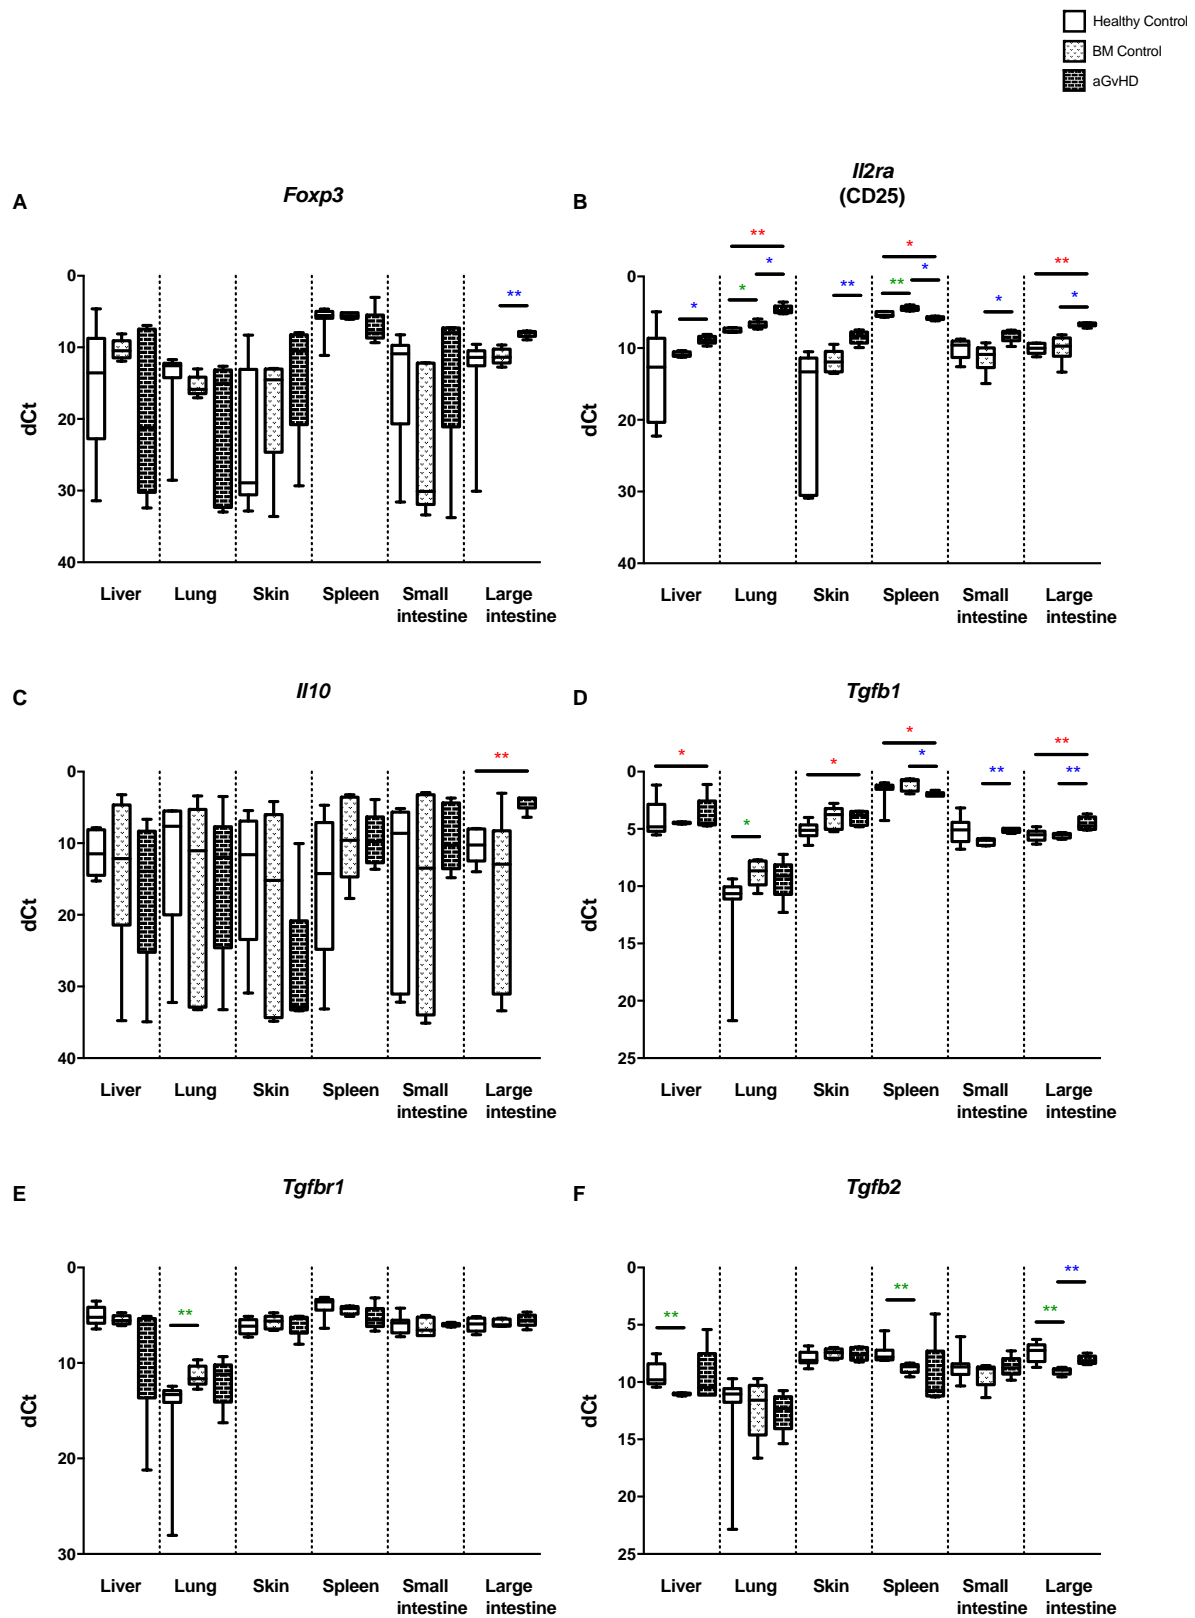 Healthy Control
BM Control
aGvHD
A
Foxp3
0
10
20
30
40
dCt
**
Liver Lung Skin Spleen Small intestine Large intestine
B
Il2ra
(CD25)
0
10
20
30
40
dCt
* ** * * ** * ** * * ** *
Liver Lung Skin Spleen Small intestine Large intestine
C
Il10
0
10
20
30
40
dCt
**
Liver Lung Skin Spleen Small intestine Large intestine
D
Tgfb1
0
5
10
15
20
25
dCt
* * * * * ** ** **
Liver Lung Skin Spleen Small intestine Large intestine
E
Tgfbr1
0
10
20
30
dCt
**
Liver Lung Skin Spleen Small intestine Large intestine
F
Tgfb2
0
5
10
15
20
25
dCt
** ** ** **
Liver Lung Skin Spleen Small intestine Large intestine